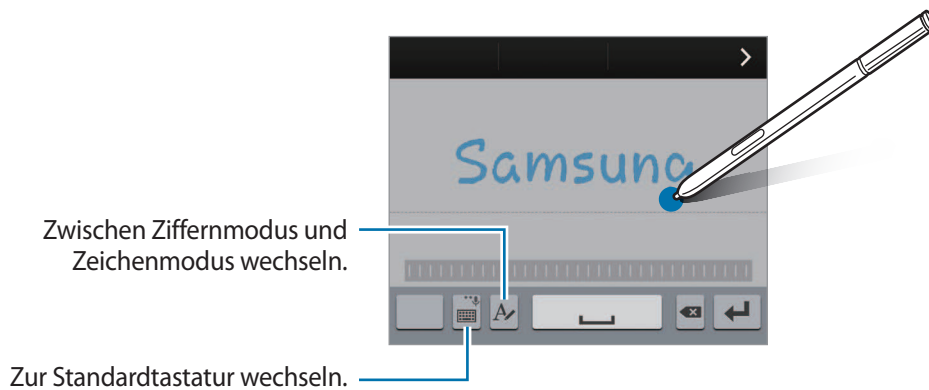 Samsung
Zwischen Ziffernmodus und
Zeichenmodus wechseln.
A
Zur Standardtastatur wechseln.